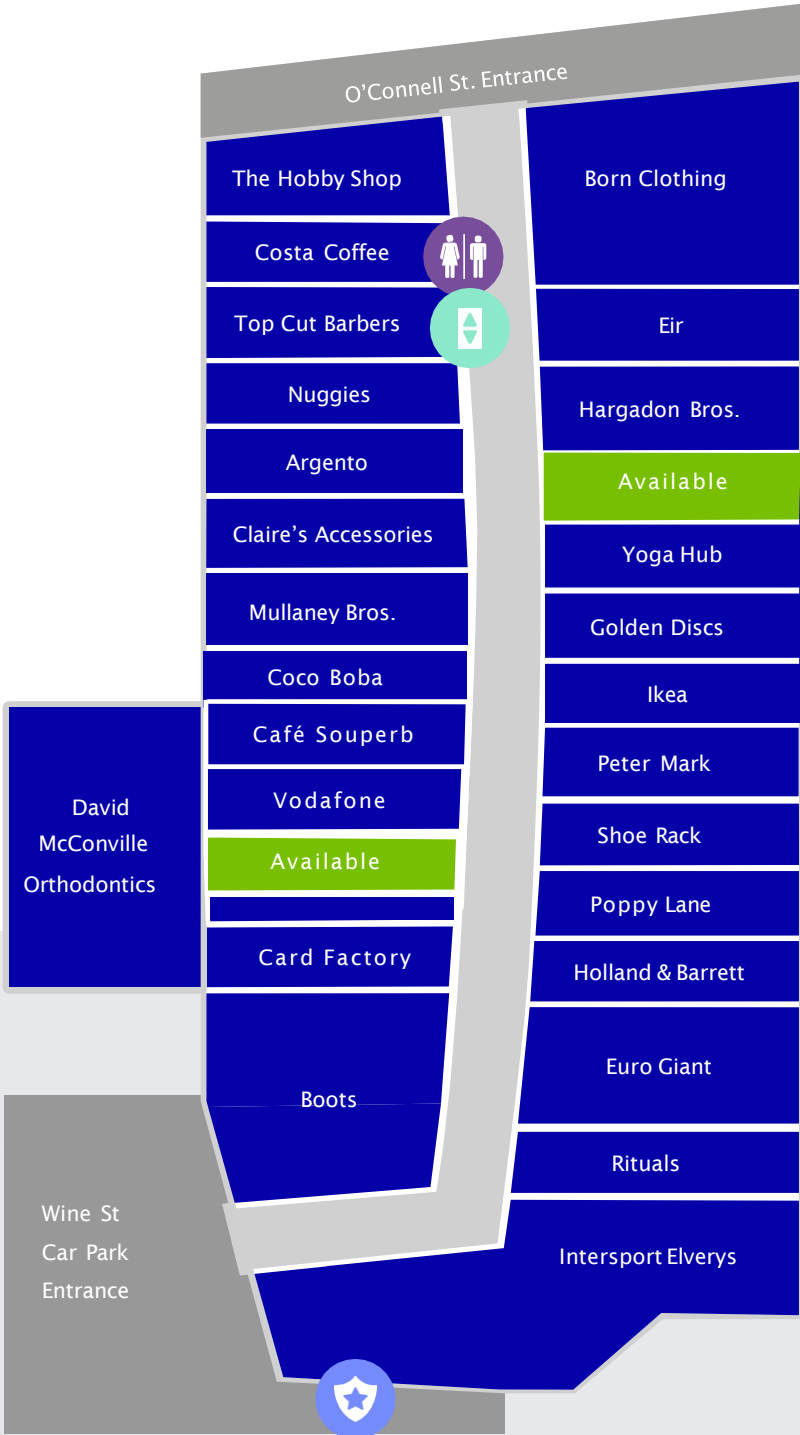 O'Connell St. Entrance
The Hobby Shop
Costa Coffee
Top Cut Barbers
Nuggies
Argento
Claire's Accessories
Mullaney Bros.
Coco Boba
Café Souperb
Vodafone
Available
Card Factory
Boots
David
McConville
Orthodontics
Wine St
Car Park
Entrance
Born Clothing
Eir
Hargadon Bros.
Available
Yoga Hub
Golden Discs
Ikea
Peter Mark
Shoe Rack
Poppy Lane
Holland & Barrett
Euro Giant
Rituals
Intersport Elverys